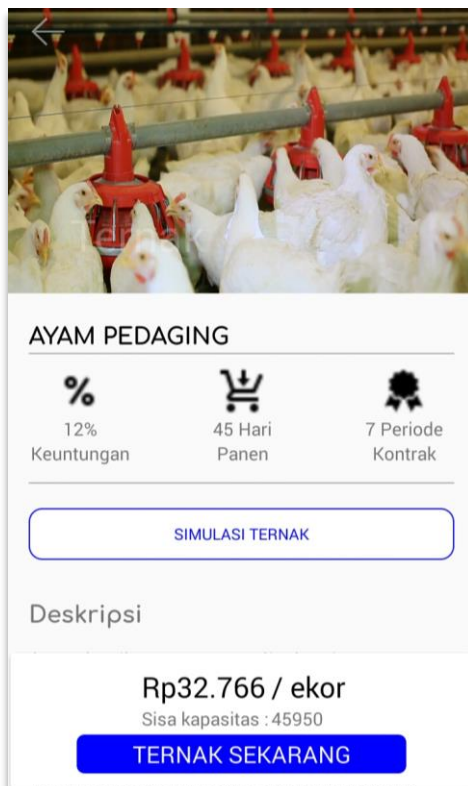 Ternak
AYAM PEDAGING
%
12%
Keuntungan
45 Hari
Panen
7 Periode
Kontrak
SIMULASI TERNAK
Deskripsi
Rp32.766 / ekor
Sisa kapasitas : 45950
TERNAK SEKARANG